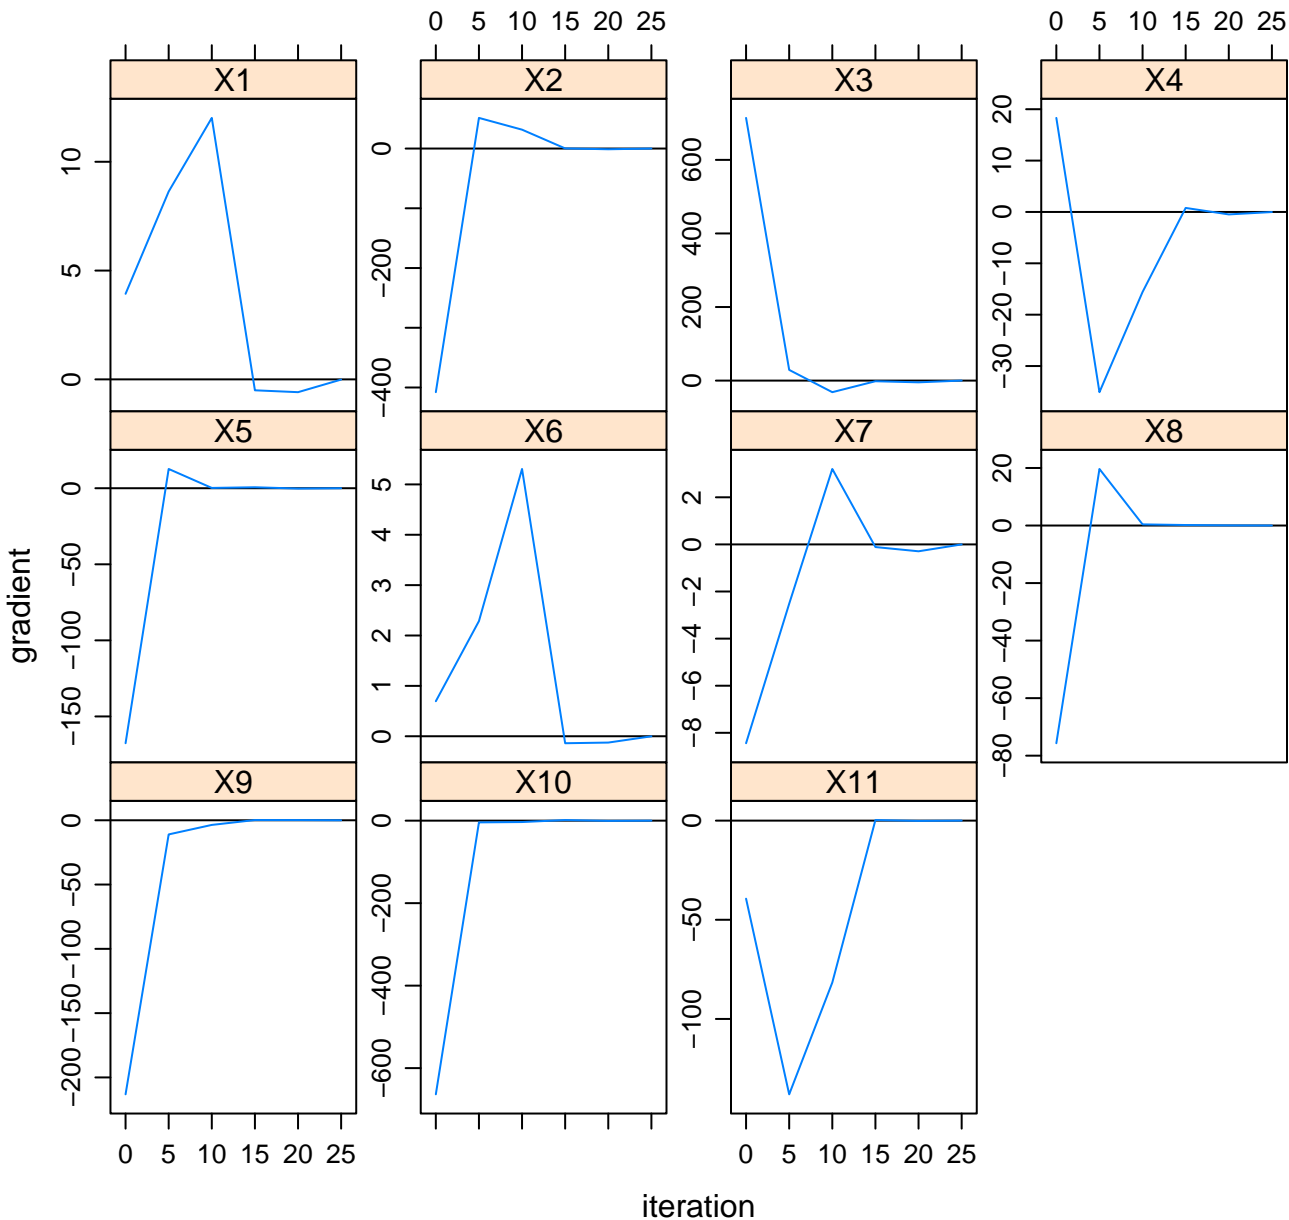 0 5 10 15 20 25
0 5 10 15 20 25
X1
X2
X3
X4
0 5 10
−400 −200 0
0 200 400 600
−30 −20 −10 0 10 20
X5
X6
X7
X8
−150 −100 −50 0
0 1 2 3 4 5
−8 −6 −4 −2 0 2
−80 −60 −40 −20 0 20
X9
X10
X11
−200 −150 −100 −50 0
−600 −400 −200 0
−100 −50 0
0 5 10 15 20 25
0 5 10 15 20 25
gradient
iteration